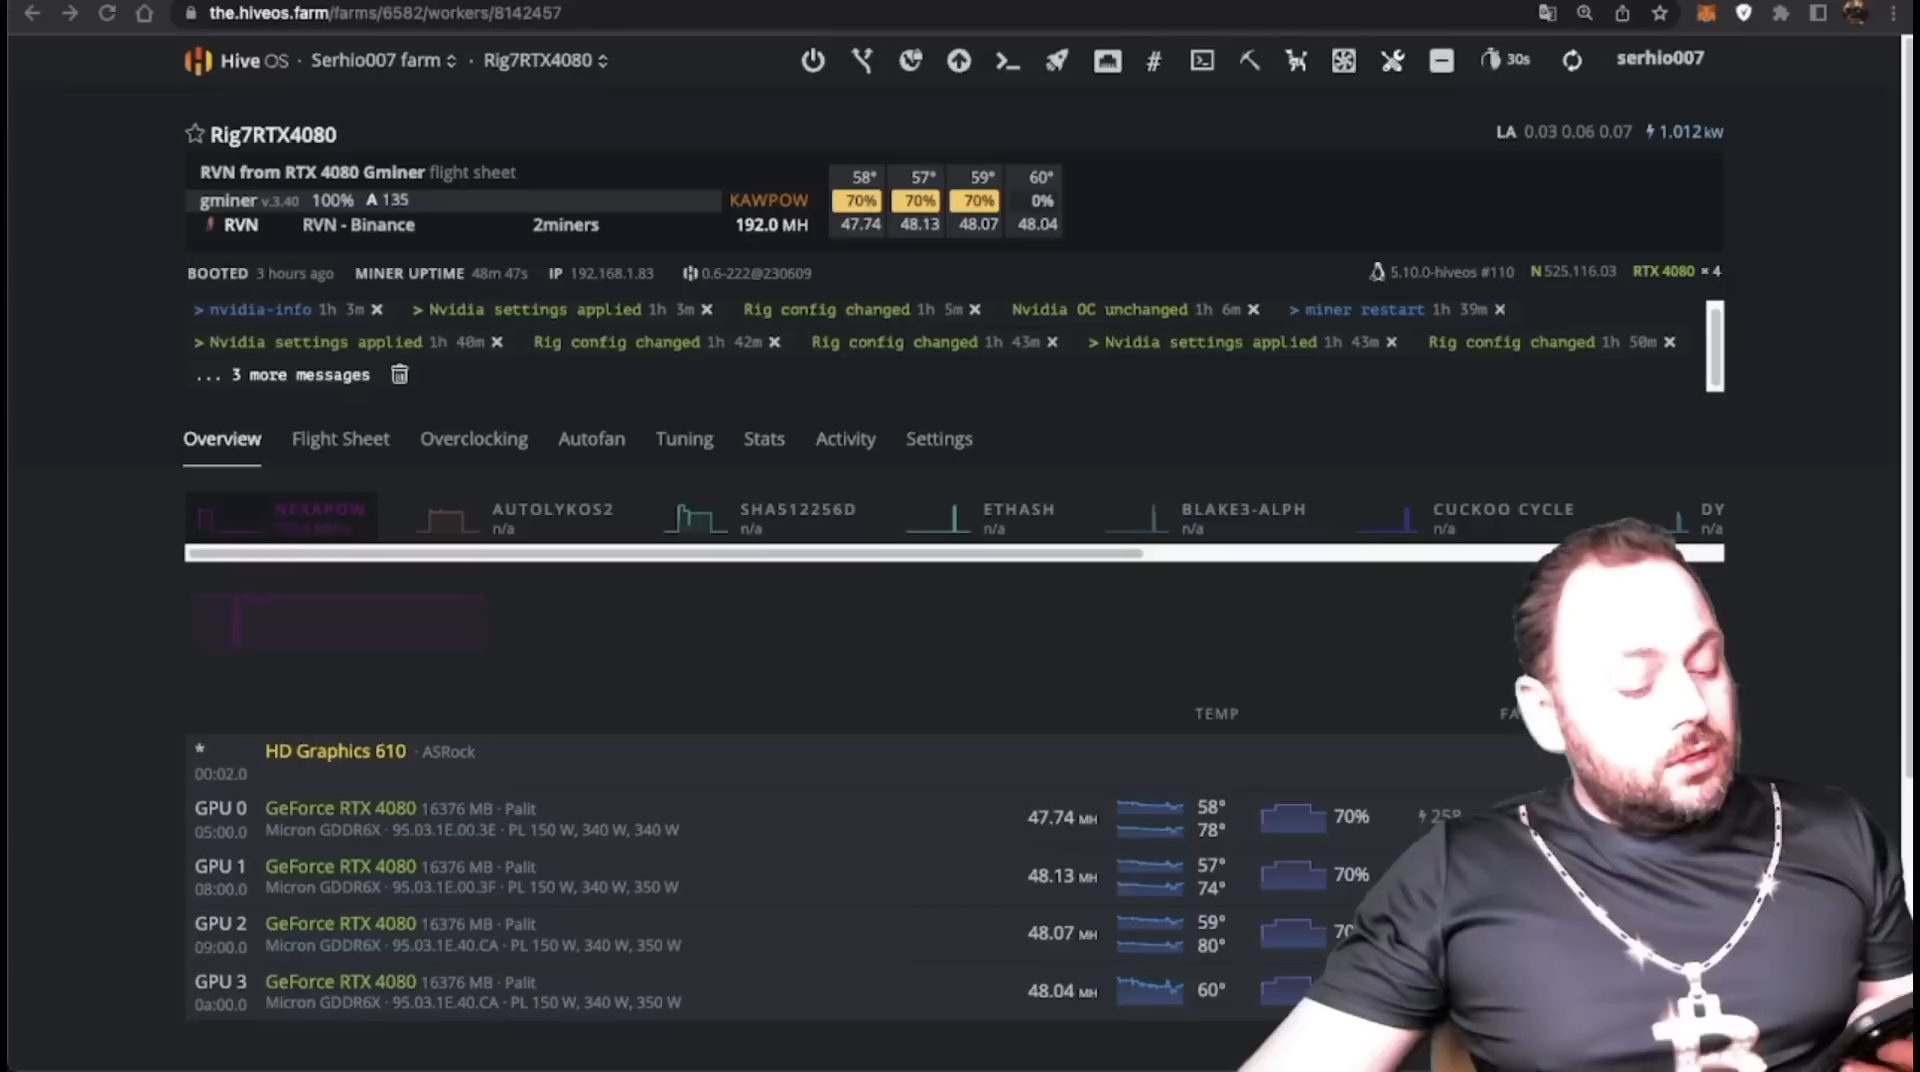 the.hiveos.farm/farms/6582/workers/8142457
Hive OS · Serhio007 farm · Rig7RTX4080 30s serhio007
Rig7RTX4080 LA 0.03 0.06 0.07 1.012 kW
RVN from RTX 4080 Gminer flight sheet
gminer v.3.40 100% A 135 KAWPOW
RVN RVN - Binance 2miners 192.0 MH
58° 57° 59° 60°
70% 70% 70% 0%
47.74 48.13 48.07 48.04
BOOTED 3 hours ago MINER UPTIME 48m 47s IP 192.168.1.83 0.6-222@230609 5.10.0-hiveos #110 N 525.116.03 RTX 4080 × 4
> nvidia-info 1h 3m × > Nvidia settings applied 1h 3m × Rig config changed 1h 5m × Nvidia OC unchanged 1h 6m × > miner restart 1h 39m ×
> Nvidia settings applied 1h 40m × Rig config changed 1h 42m × Rig config changed 1h 43m × > Nvidia settings applied 1h 43m × Rig config changed 1h 50m ×
... 3 more messages
Overview Flight Sheet Overclocking Autofan Tuning Stats Activity Settings
NEXAPOW AUTOLYKOS2 SHA512256D ETHASH BLAKE3-ALPH CUCKOO CYCLE DY
n/a n/a n/a n/a n/a n/a
TEMP FA
* HD Graphics 610 · ASRock
00:02.0
GPU 0 GeForce RTX 4080 16376 MB · Palit 47.74 MH 58° 70% 258
05:00.0 Micron GDDR6X · 95.03.1E.00.3E · PL 150 W, 340 W, 340 W 78°
GPU 1 GeForce RTX 4080 16376 MB · Palit 48.13 MH 57° 70%
08:00.0 Micron GDDR6X · 95.03.1E.00.3F · PL 150 W, 340 W, 350 W 74°
GPU 2 GeForce RTX 4080 16376 MB · Palit 48.07 MH 59° 70
09:00.0 Micron GDDR6X · 95.03.1E.40.CA · PL 150 W, 340 W, 350 W 80°
GPU 3 GeForce RTX 4080 16376 MB · Palit 48.04 MH 60°
0a:00.0 Micron GDDR6X · 95.03.1E.40.CA · PL 150 W, 340 W, 350 W